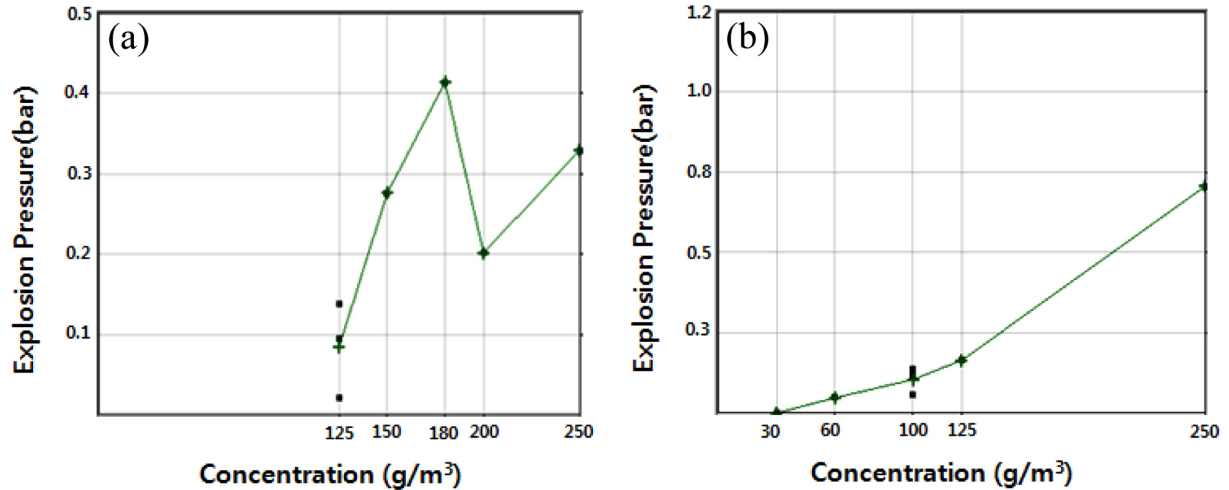 (a)
Explosion Pressure(bar)
0.5
0.4
0.3
0.2
0.1
125 150 180 200 250
Concentration (g/m³)
(b)
Explosion Pressure(bar)
1.2
1.0
0.8
0.5
0.3
30 60 100 125 250
Concentration (g/m³)